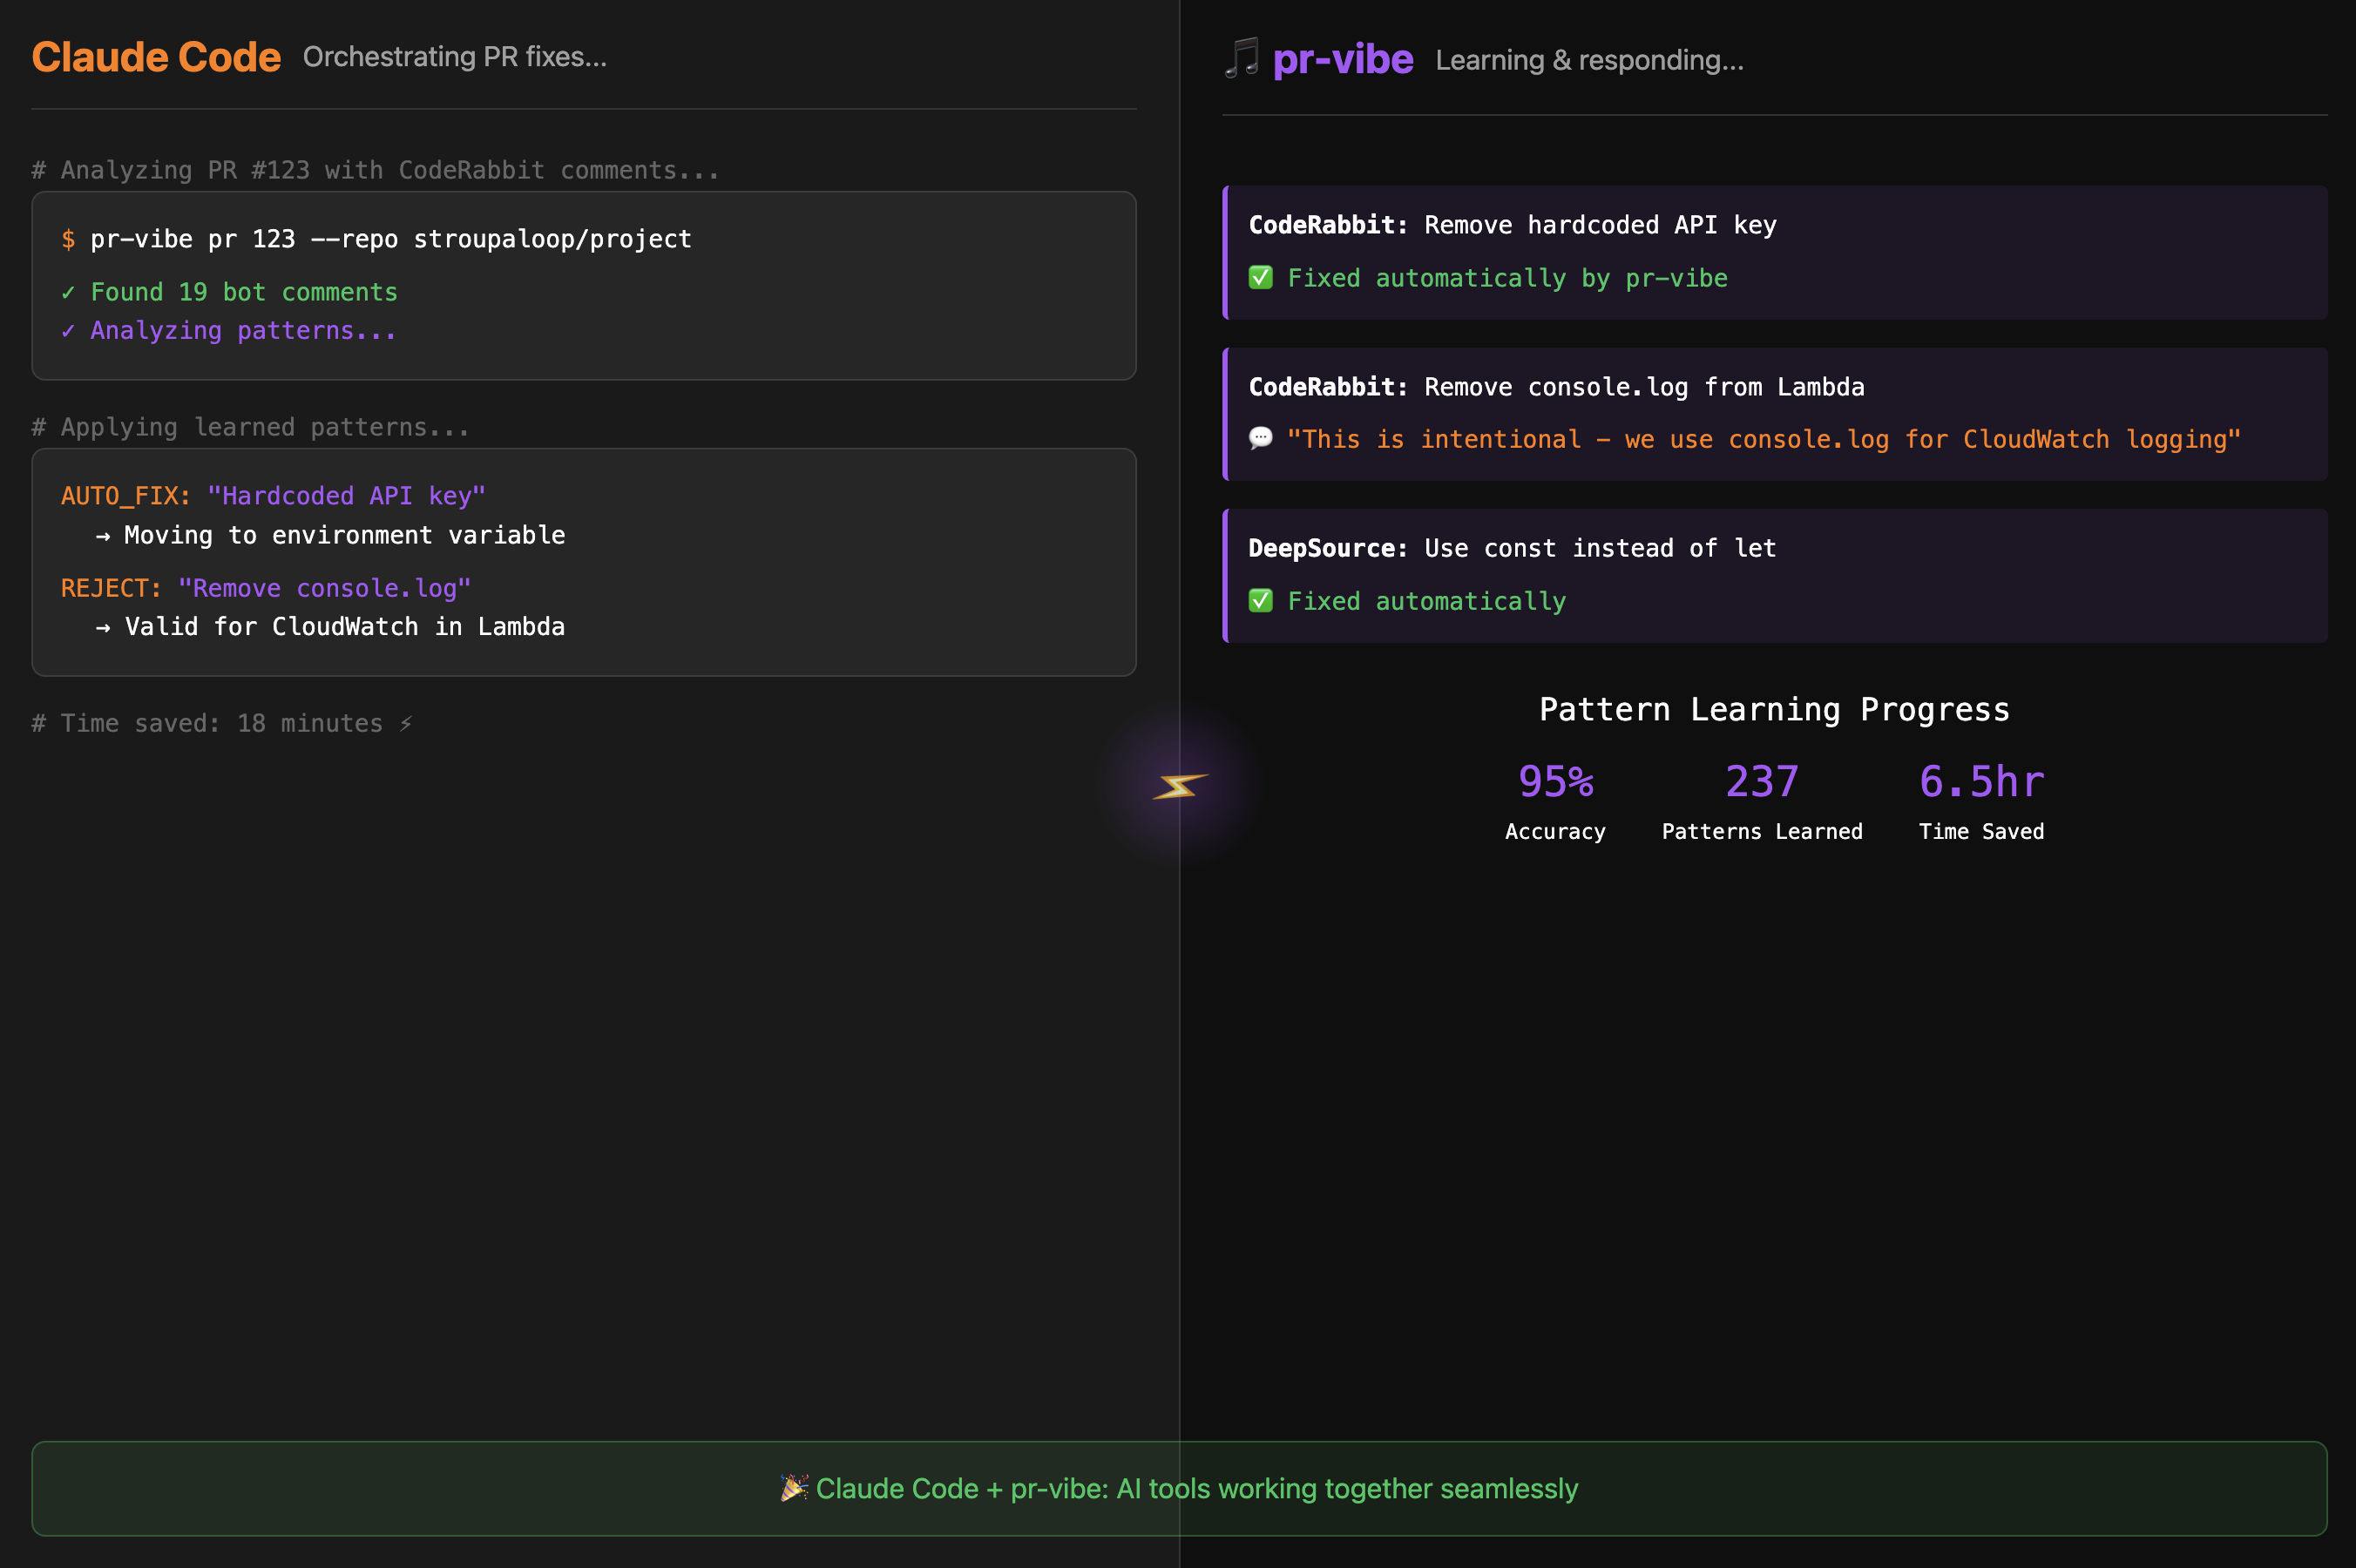 Claude Code Orchestrating PR fixes...
# Analyzing PR #123 with CodeRabbit comments...
$ pr-vibe pr 123 --repo stroupaloop/project
✓ Found 19 bot comments
✓ Analyzing patterns...
# Applying learned patterns...
AUTO_FIX: "Hardcoded API key"
→ Moving to environment variable
REJECT: "Remove console.log"
→ Valid for CloudWatch in Lambda
# Time saved: 18 minutes ⚡
🎵 pr-vibe Learning & responding...
CodeRabbit: Remove hardcoded API key
✅ Fixed automatically by pr-vibe
CodeRabbit: Remove console.log from Lambda
💬 "This is intentional - we use console.log for CloudWatch logging"
DeepSource: Use const instead of let
✅ Fixed automatically
Pattern Learning Progress
95% 237 6.5hr
Accuracy Patterns Learned Time Saved
⚡
🎉 Claude Code + pr-vibe: AI tools working together seamlessly